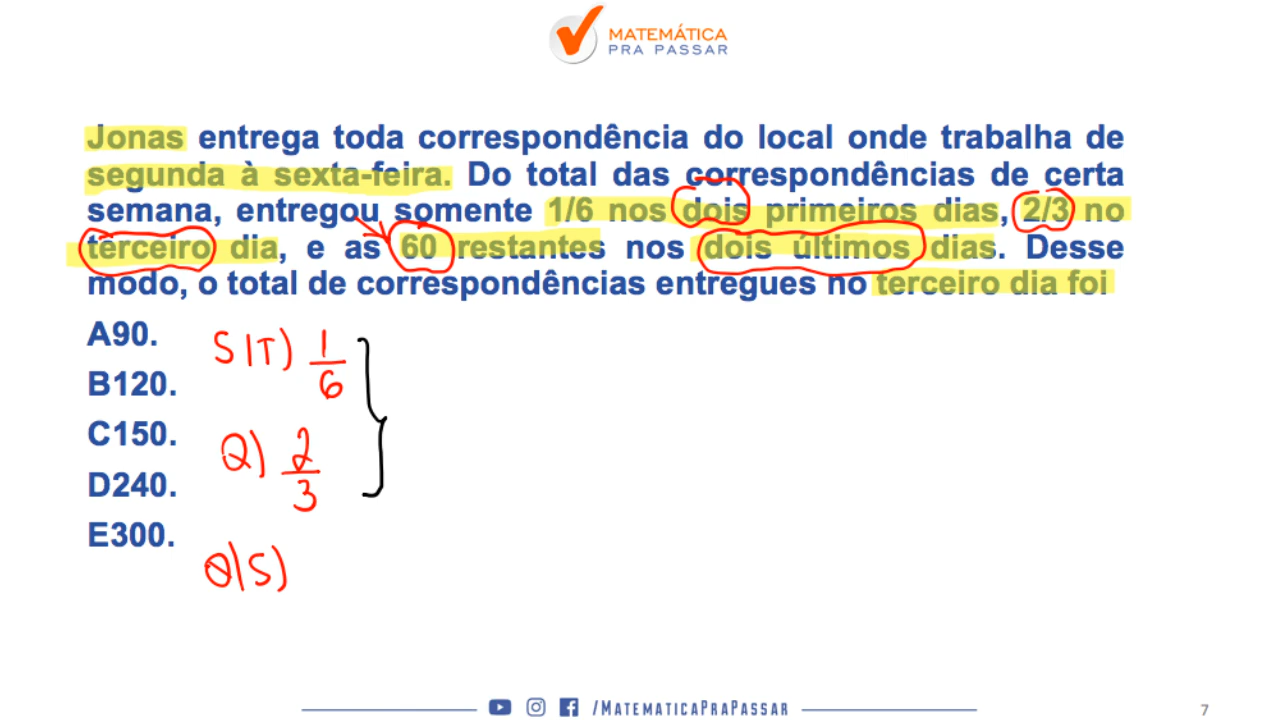 MATEMÁTICA
PRA PASSAR
Jonas entrega toda correspondência do local onde trabalha de
segunda à sexta-feira. Do total das correspondências de certa
semana, entregou somente 1/6 nos dois primeiros dias, 2/3 no
terceiro dia, e as 60 restantes nos dois últimos dias. Desse
modo, o total de correspondências entregues no terceiro dia foi
A90.
S|T) 1/6
B120.
C150.
Q) 2/3
D240.
E300.
Q|S)
/MATEMATICAPRAPASSAR
7